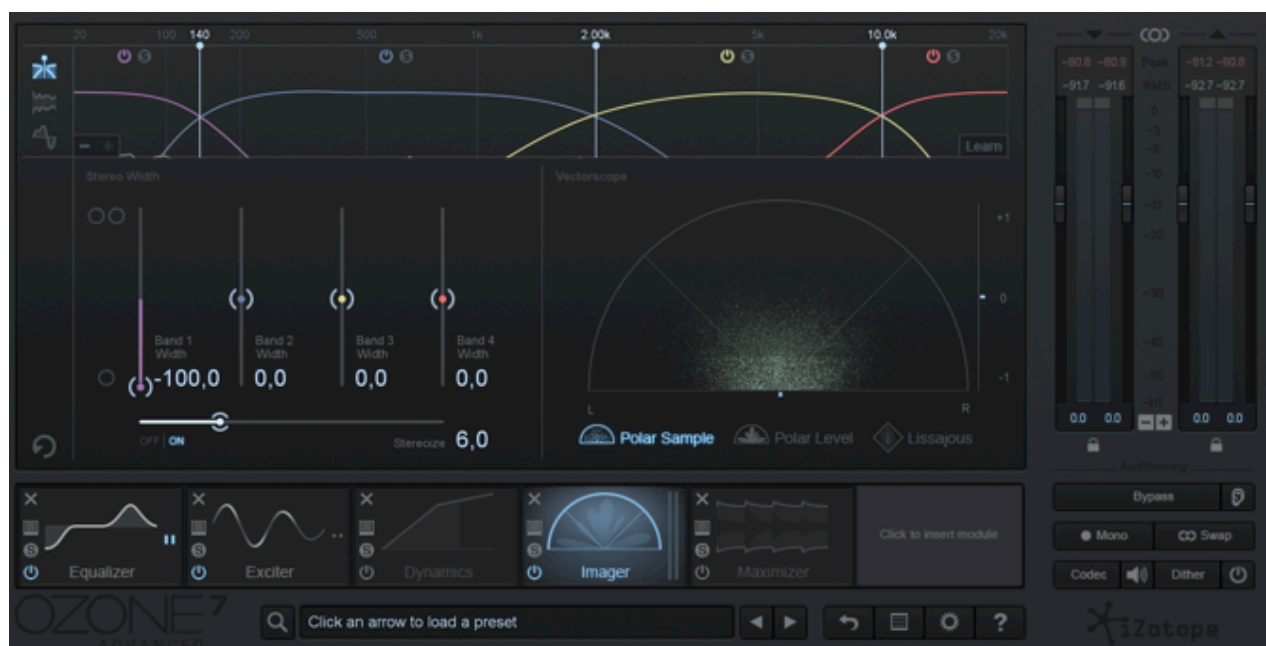 20 100 140 200 500 1k 2.00k 5k 10.0k 20k
S S S S
Learn
Stereo Width
Vectorscope
+1
0
-1
Band 1 Width
Band 2 Width
Band 3 Width
Band 4 Width
-100,0 0,0 0,0 0,0
OFF | ON
Stereoize 6,0
L R
Polar Sample Polar Level Lissajous
-80.8 -80.9 Peak -81.2 -80.8
-91.7 -91.6 RMS -92.7 -92.7
0
-3
-6
-10
-15
-20
-30
-40
-50
0.0 0.0 0.0 0.0
Auditioning
Bypass
Mono Swap
Codec Dither
S S S S S
Equalizer Exciter Dynamics Imager Maximizer
Click to insert module
OZONE 7
ADVANCED
Click an arrow to load a preset
?
iZotope